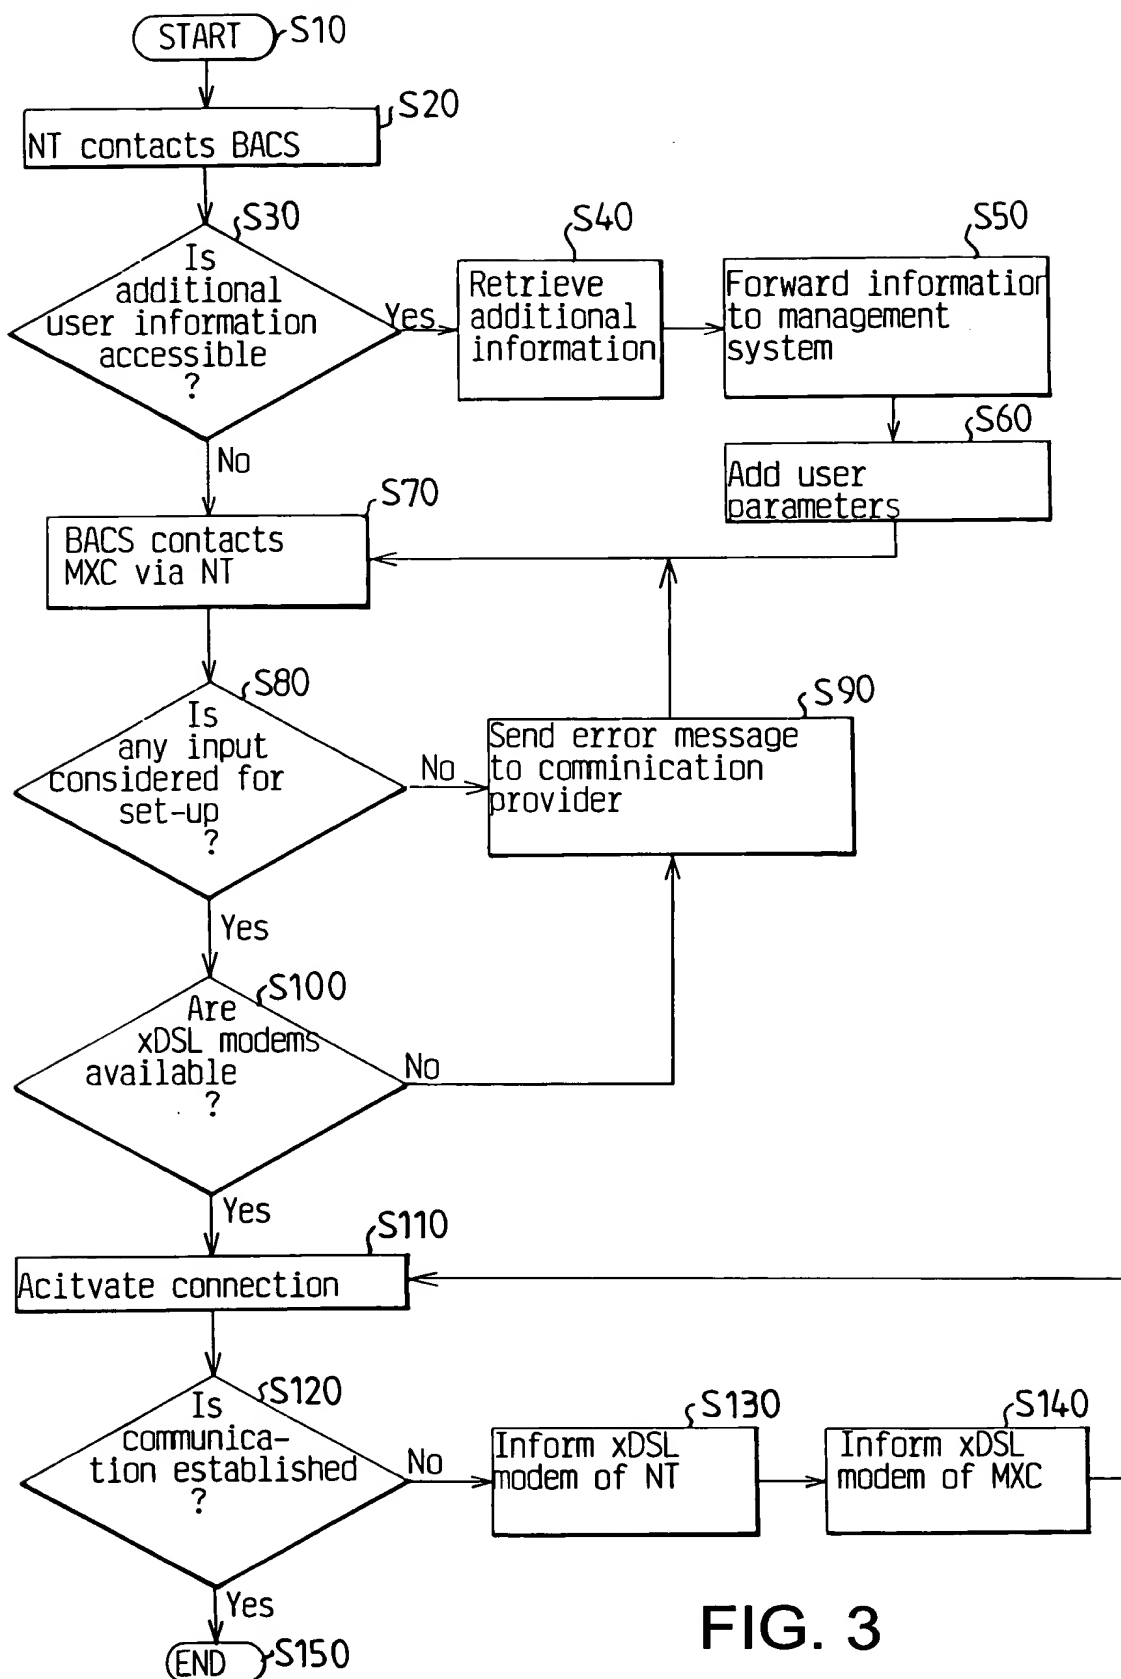 START
S10
S20
NT contacts BACS
S30
Is
additional
user information
accessible
?
Yes
S40
Retrieve
additional
information
S50
Forward information
to management
system
No
S60
Add user
parameters
S70
BACS contacts
MXC via NT
S80
Is
any input
considered for
set-up
?
No
S90
Send error message
to comminication
provider
Yes
S100
Are
xDSL modems
available
?
No
Yes
S110
Acitvate connection
S120
Is
communica-
tion established
?
No
S130
Inform xDSL
modem of NT
S140
Inform xDSL
modem of MXC
Yes
END
S150
FIG. 3